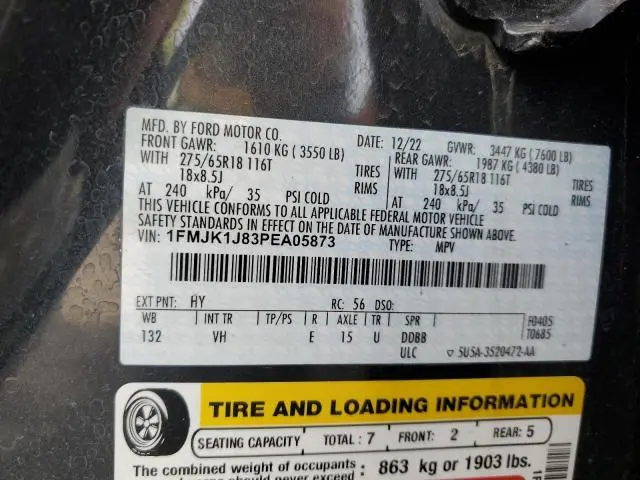 MFD. BY FORD MOTOR CO.
DATE: 12/22 GVWR: 3447 KG (7600 LB)
FRONT GAWR: 1610 KG (3550 LB) REAR GAWR: 1987 KG (4380 LB)
WITH 275/65R18 116T TIRES WITH 275/65R18 116T TIRES
18x8.5J RIMS 18x8.5J RIMS
AT 240 kPa/ 35 PSI COLD AT 240 kPa/ 35 PSI COLD
THIS VEHICLE CONFORMS TO ALL APPLICABLE FEDERAL MOTOR VEHICLE
SAFETY STANDARDS IN EFFECT ON THE DATE OF MANUFACTURE SHOWN ABOVE.
VIN: 1FMJK1J83PEA05873 TYPE: MPV
EXT PNT: HY RC: 56 DSO:
WB INT TR TP/PS R AXLE TR SPR F0405
132 VH E 15 U DDBB T0685
ULC 5USA-3520472-AA
TIRE AND LOADING INFORMATION
SEATING CAPACITY TOTAL: 7 FRONT: 2 REAR: 5
The combined weight of occupants : 863 kg or 1903 lbs.
should never exceed